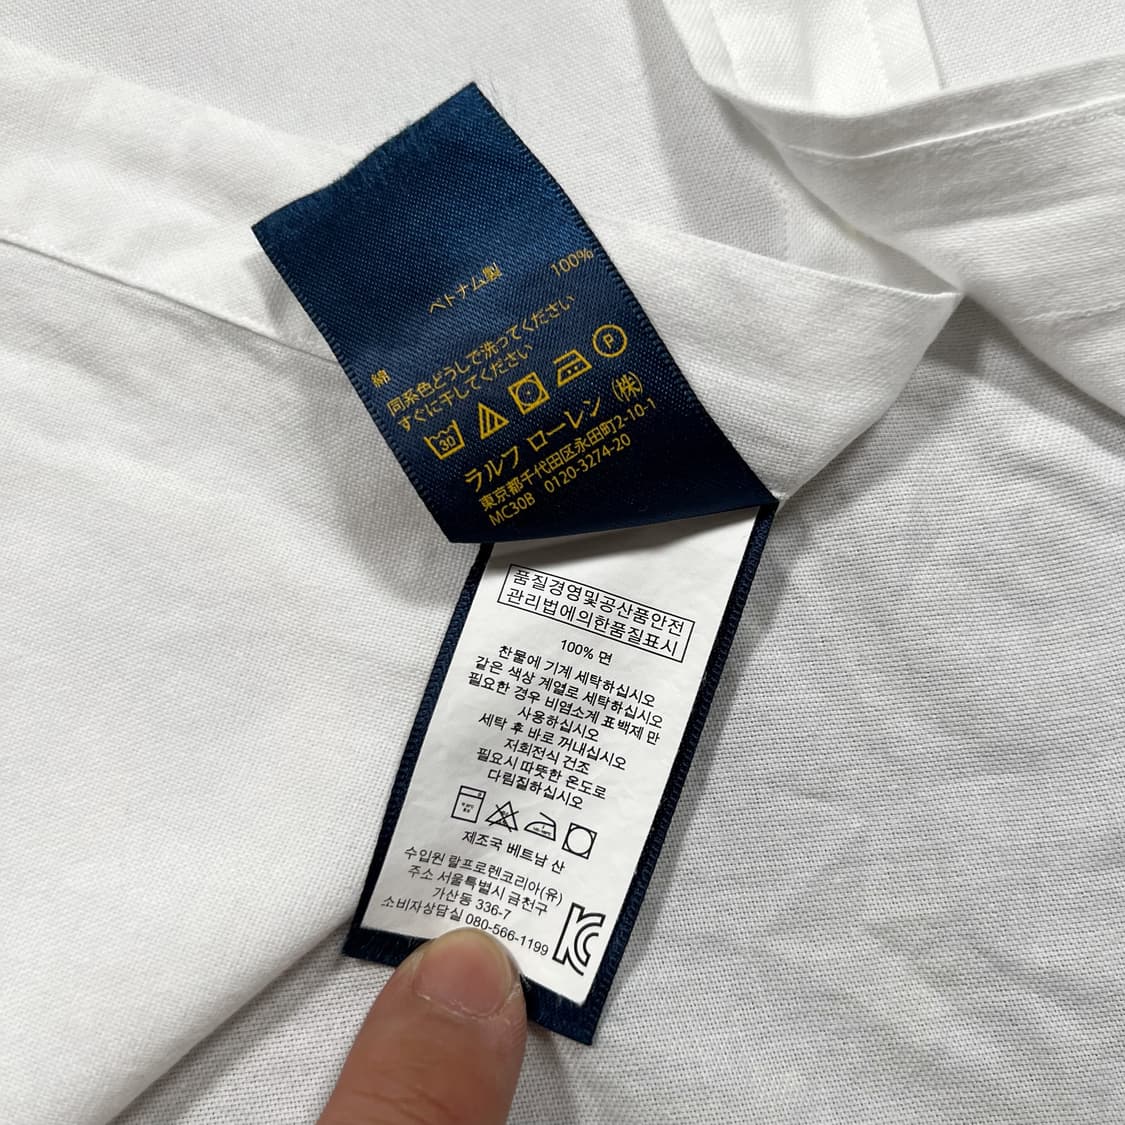 ベトナム製
綿 100%
同系色どうしで洗ってください
すぐに干してください
30 P
ラルフ ローレン (株)
東京都千代田区永田町2-10-1
MC30B 0120-3274-20
품질경영및공산품안전
관리법에의한품질표시
100% 면
찬물에 기계 세탁하십시오
같은 색상 계열로 세탁하십시오
필요한 경우 비염소계 표백제 만
사용하십시오
세탁 후 바로 꺼내십시오
저회전식 건조
필요시 따뜻한 온도로
다림질하십시오
제조국 베트남 산
수입원 랄프로렌코리아(유)
주소 서울특별시 금천구
가산동 336-7
소비자상담실 080-566-1199